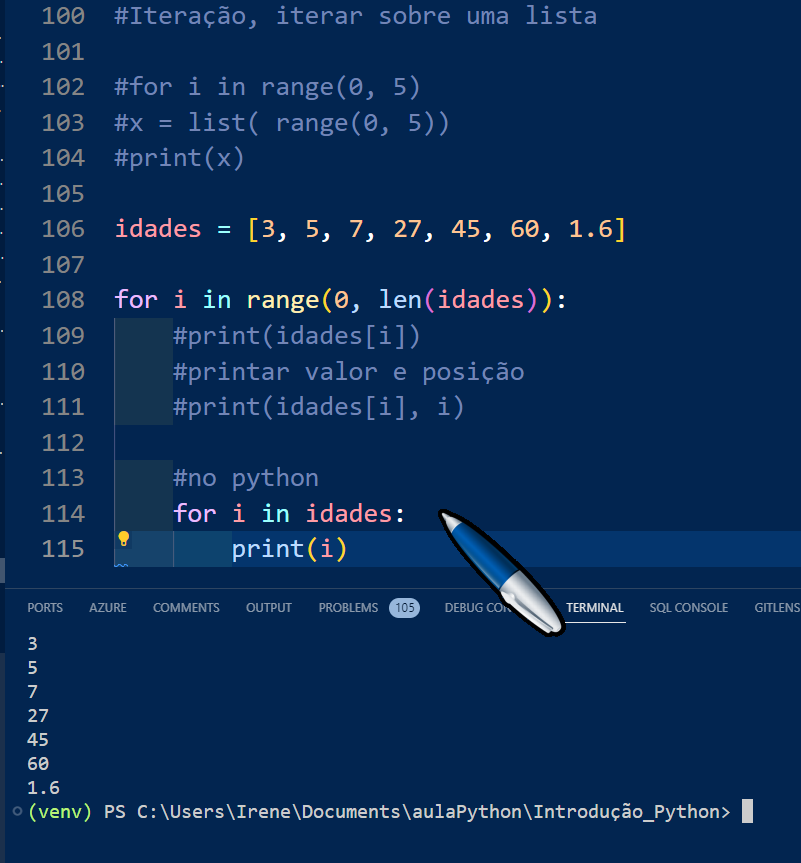 100 #Iteração, iterar sobre uma lista
101
102 #for i in range(0, 5)
103 #x = list( range(0, 5))
104 #print(x)
105
106 idades = [3, 5, 7, 27, 45, 60, 1.6]
107
108 for i in range(0, len(idades)):
109     #print(idades[i])
110     #printar valor e posição
111     #print(idades[i], i)
112
113     #no python
114     for i in idades:
115         print(i)
PORTS AZURE COMMENTS OUTPUT PROBLEMS 105 DEBUG CON TERMINAL SQL CONSOLE GITLENS
3
5
7
27
45
60
1.6
(venv) PS C:\Users\Irene\Documents\aulaPython\Introdução_Python>